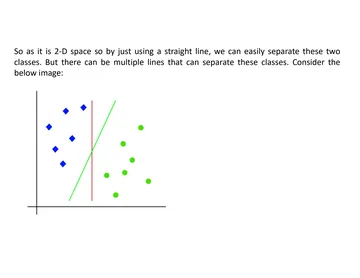 So as it is 2-D space so by just using a straight line, we can easily separate these two
classes. But there can be multiple lines that can separate these classes. Consider the
below image: